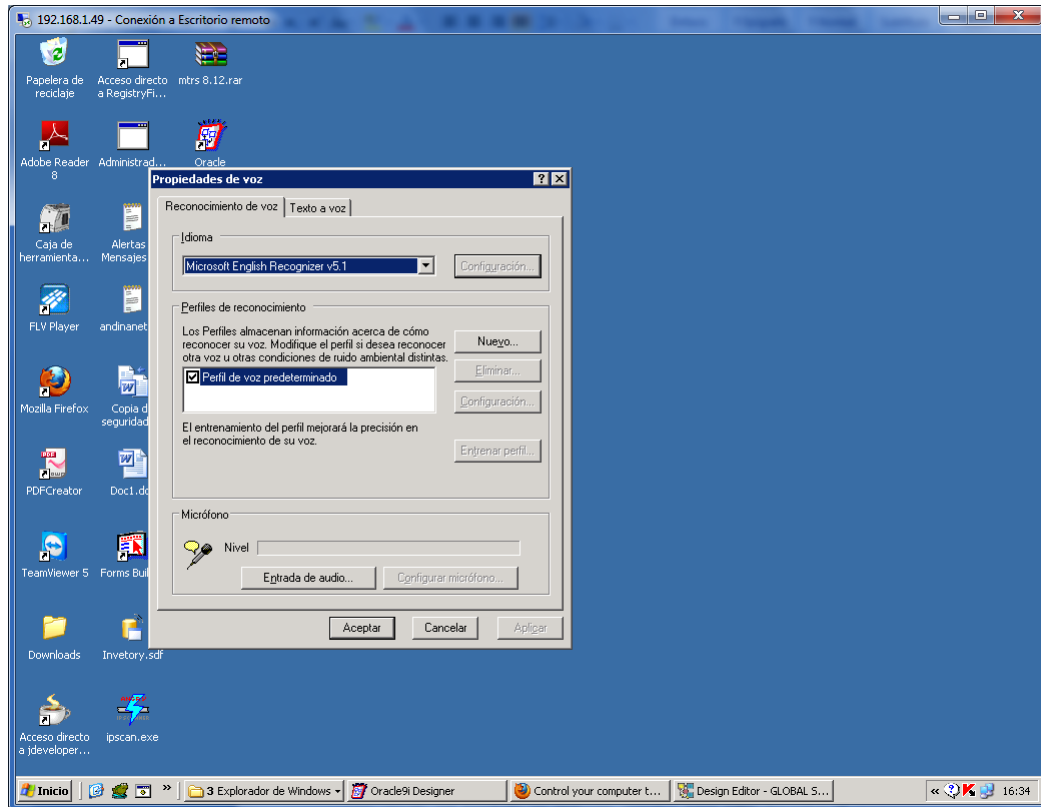 192.168.1.49 - Conexión a Escritorio remoto
Papelera de
reciclaje
Acceso directo
a RegistryFi...
mtrs 8.12.rar
Adobe Reader
8
Administrad...
Oracle
Caja de
herramienta...
Alertas
Mensajes
FLV Player
andinanet
Mozilla Firefox
Copia d
seguridad
PDFCreator
Doc1.do
TeamViewer 5
Forms Buil
Downloads
Invetory.sdf
Acceso directo
a jdeveloper...
ipscan.exe
Propiedades de voz
Reconocimiento de voz
Texto a voz
Idioma
Microsoft English Recognizer v5.1
Configuración...
Perfiles de reconocimiento
Los Perfiles almacenan información acerca de cómo
reconocer su voz. Modifique el perfil si desea reconocer
otra voz u otras condiciones de ruido ambiental distintas.
Nuevo...
Perfil de voz predeterminado
Eliminar...
Configuración...
El entrenamiento del perfil mejorará la precisión en
el reconocimiento de su voz.
Entrenar perfil...
Micrófono
Nivel
Entrada de audio...
Configurar micrófono...
Aceptar
Cancelar
Aplicar
Inicio
»
3 Explorador de Windows
Oracle9i Designer
Control your computer t...
Design Editor - GLOBAL S...
«
16:34